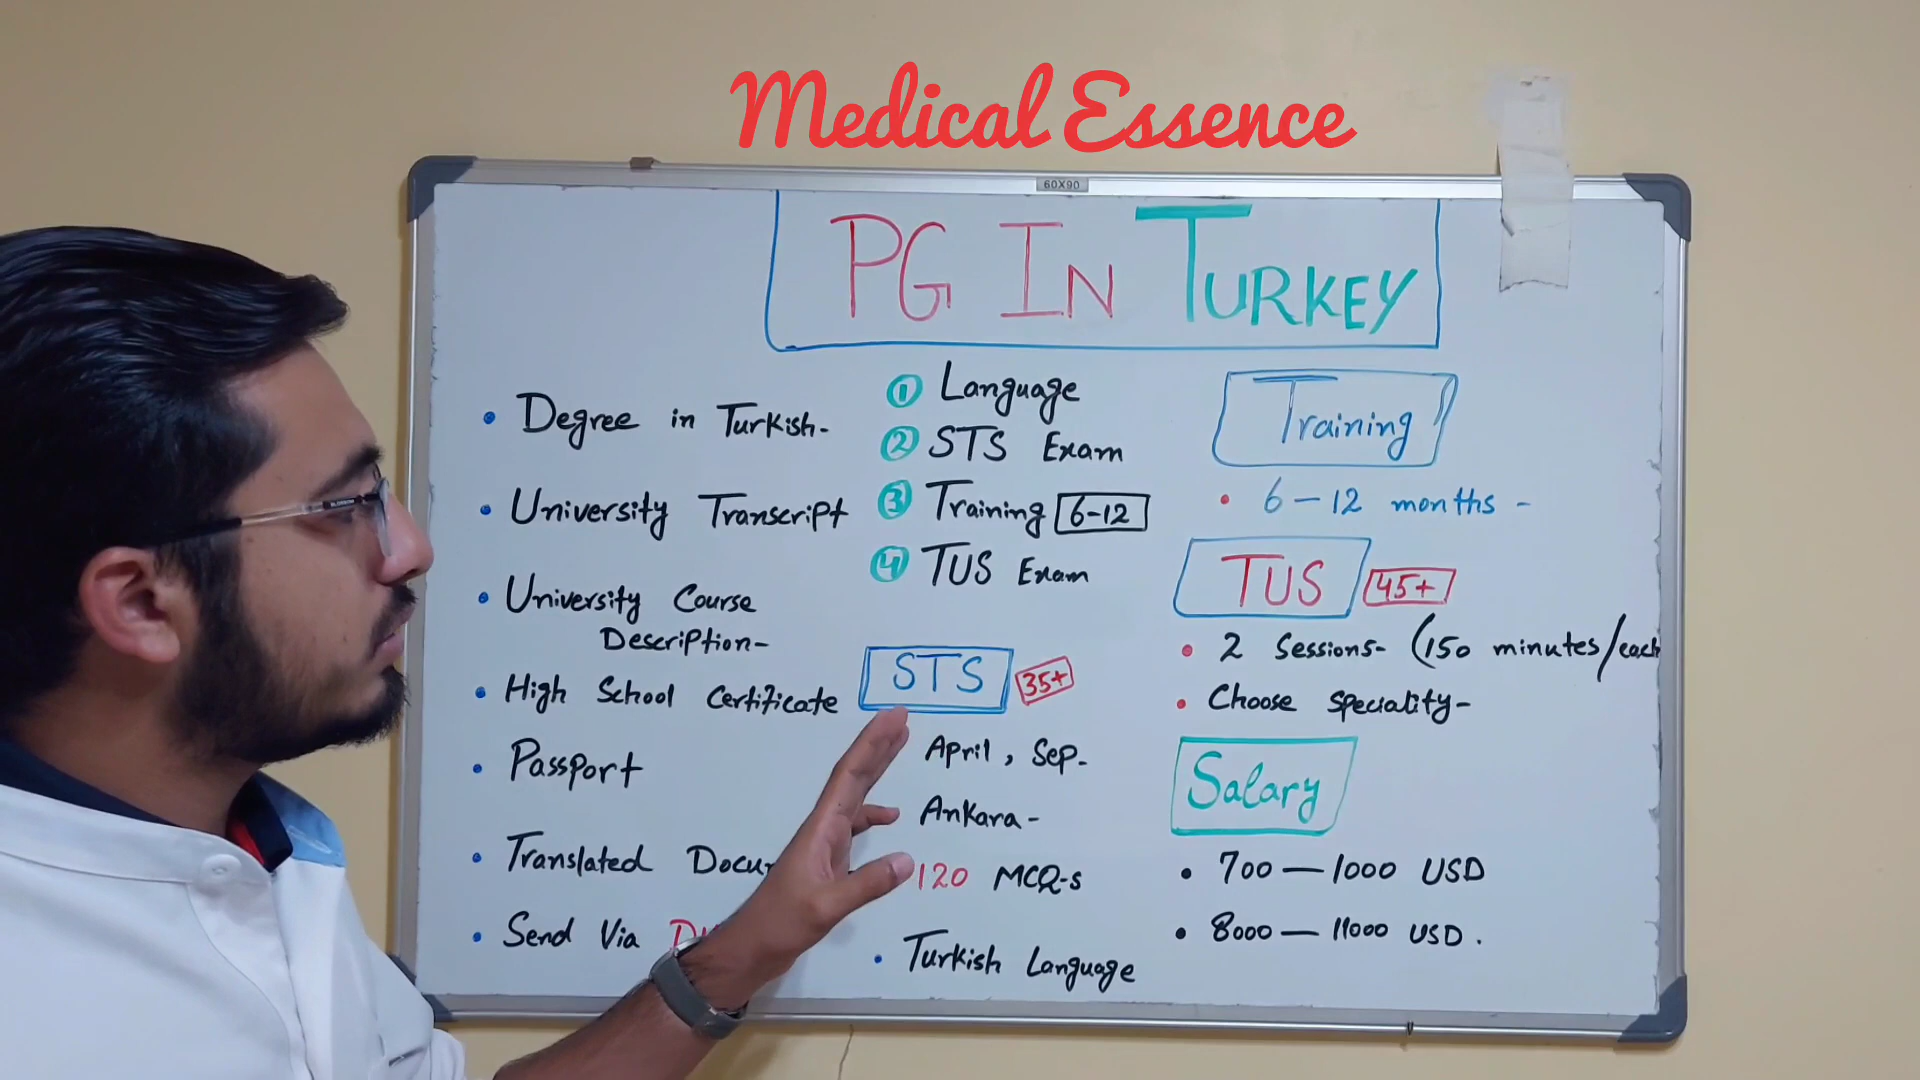 Medical Essence
60X90
PG IN TURKEY
• Degree in Turkish-
• University Transcript
• University Course
Description-
• High School Certificate
• Passport
• Translated
• Send Via
① Language
② STS Exam
③ Training 6-12
④ TUS Exam
STS 35+
April, Sep-
Ankara-
120 MCQ-s
• Turkish Language
Training
• 6-12 months-
TUS 45+
• 2 Sessions- (150 minutes/each
• Choose Speciality-
Salary
• 700-1000 USD
• 8000-11000 USD.